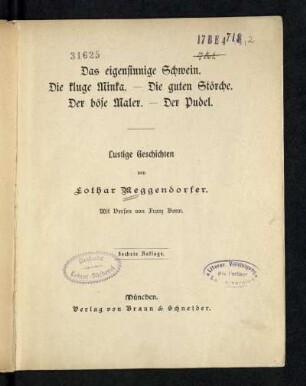 31625
Das eigensinnige Schwein.
Die kluge Minka. — Die guten Störche.
Der böse Maler. — Der Pudel.
Lustige Geschichten
von
Lothar Meggendorfer.
Mit Versen von Franz Bonn.
Sechste Auflage.
München.
Verlag von Braun & Schneider.